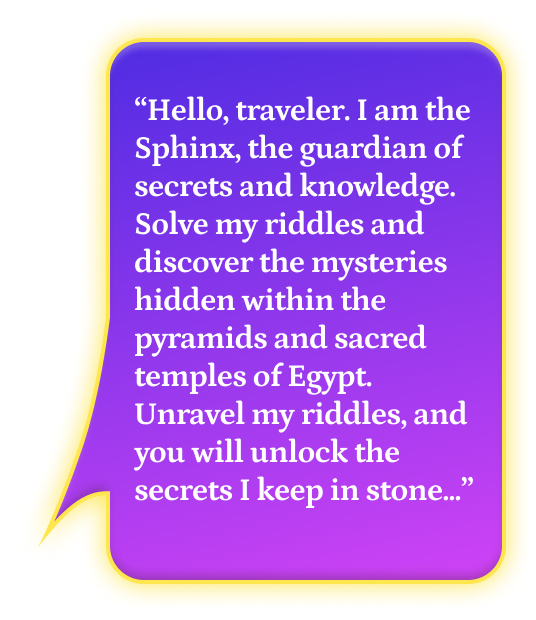 “Hello, traveler. I am the
Sphinx, the guardian of
secrets and knowledge.
Solve my riddles and
discover the mysteries
hidden within the
pyramids and sacred
temples of Egypt.
Unravel my riddles, and
you will unlock the
secrets I keep in stone...”